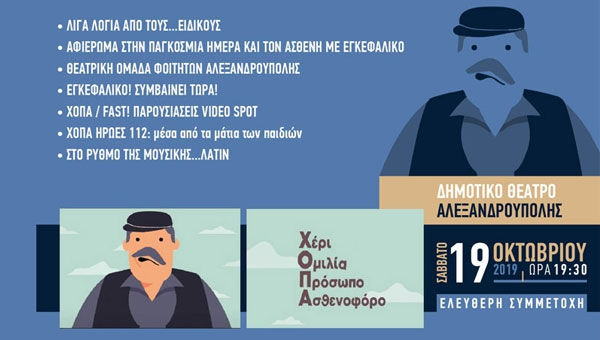 • ΛΙΓΑ ΛΟΓΙΑ ΑΠΟ ΤΟΥΣ...ΕΙΔΙΚΟΥΣ
• ΑΦΙΕΡΩΜΑ ΣΤΗΝ ΠΑΓΚΟΣΜΙΑ ΗΜΕΡΑ ΚΑΙ ΤΟΝ ΑΣΘΕΝΗ ΜΕ ΕΓΚΕΦΑΛΙΚΟ
• ΘΕΑΤΡΙΚΗ ΟΜΑΔΑ ΦΟΙΤΗΤΩΝ ΑΛΕΞΑΝΔΡΟΥΠΟΛΗΣ
• ΕΓΚΕΦΑΛΙΚΟ! ΣΥΜΒΑΙΝΕΙ ΤΩΡΑ!
• ΧΟΠΑ / FAST! ΠΑΡΟΥΣΙΑΣΕΙΣ VIDEO SPOT
• ΧΟΠΑ ΗΡΩΕΣ 112: μέσα από τα μάτια των παιδιών
• ΣΤΟ ΡΥΘΜΟ ΤΗΣ ΜΟΥΣΙΚΗΣ...ΛΑΤΙΝ
ΔΗΜΟΤΙΚΟ ΘΕΑΤΡΟ
ΑΛΕΞΑΝΔΡΟΥΠΟΛΗΣ
Χέρι
Ομιλία
Πρόσωπο
Ασθενοφόρο
ΣΑΒΒΑΤΟ
19 ΟΚΤΩΒΡΙΟΥ
2019 ΩΡΑ 19:30
ΕΛΕΥΘΕΡΗ ΣΥΜΜΕΤΟΧΗ